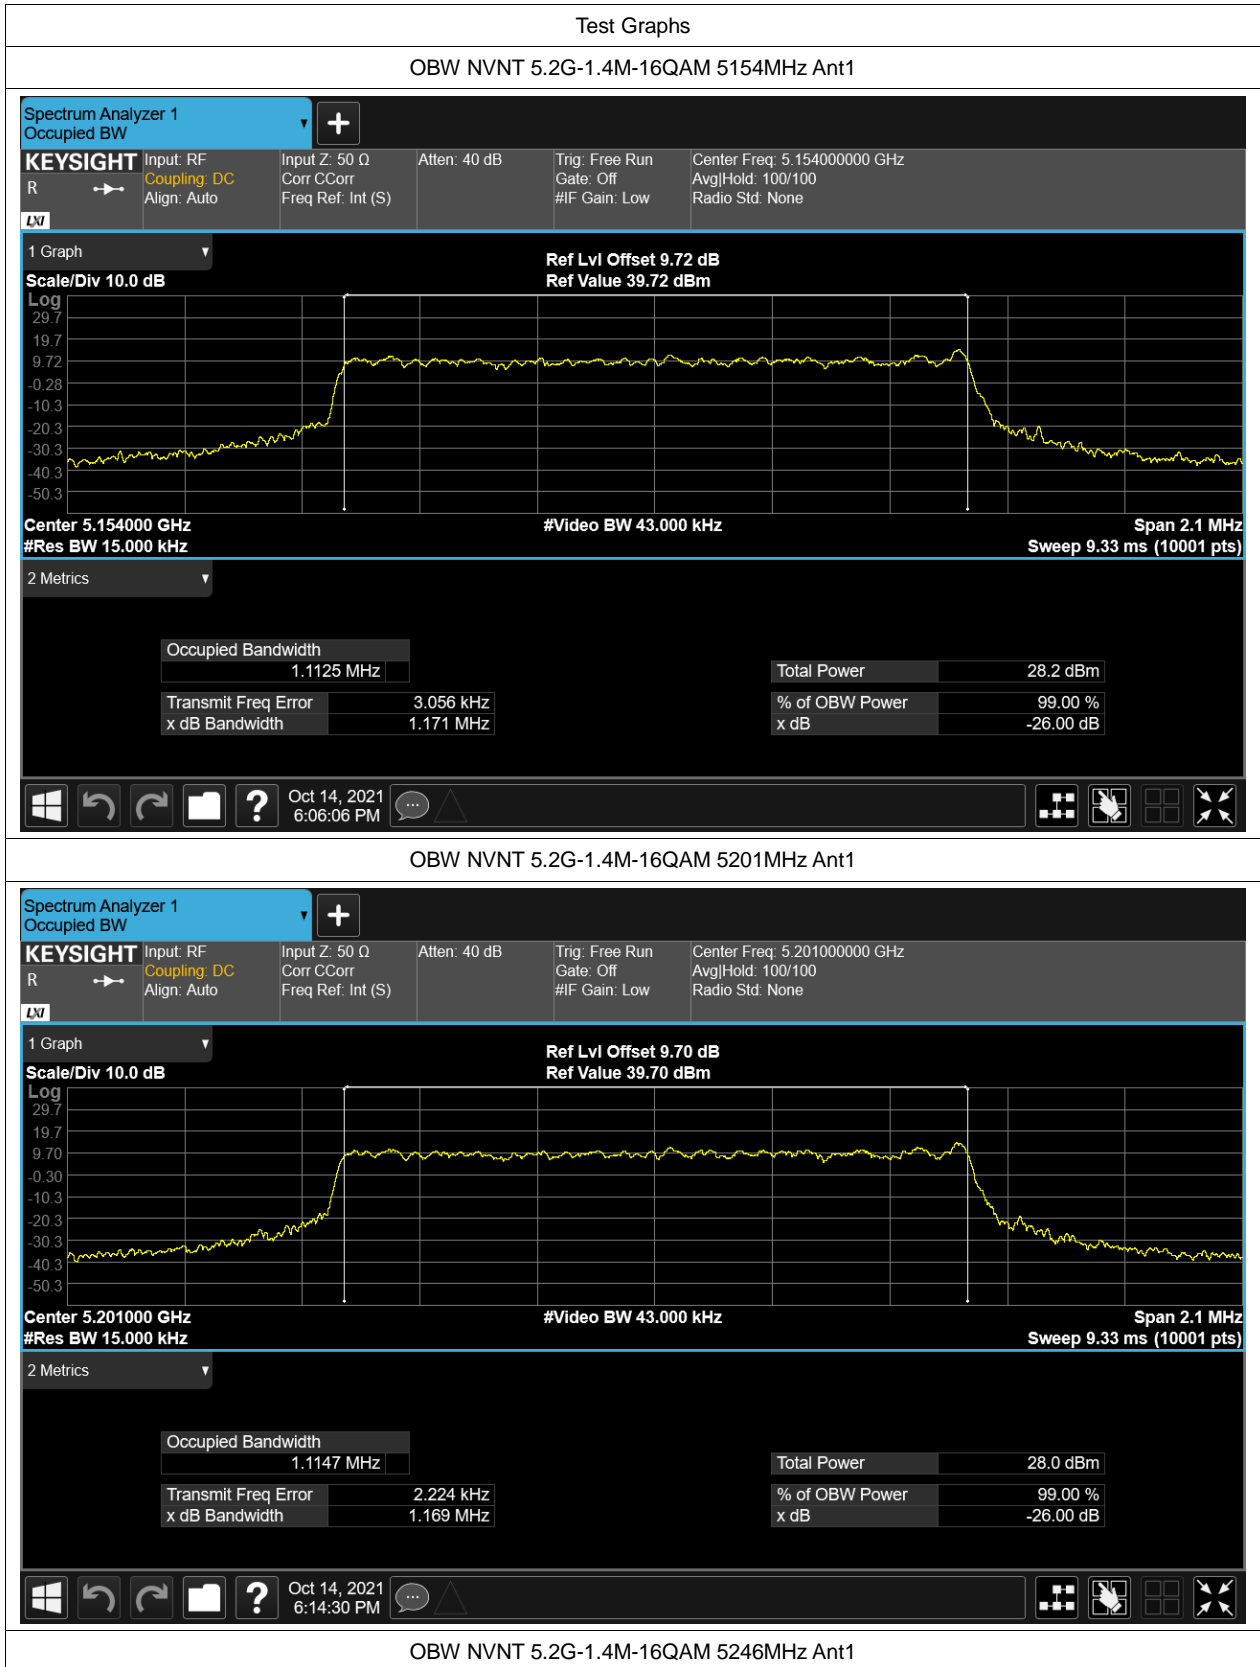 Test Graphs
OBW NVNT 5.2G-1.4M-16QAM 5154MHz Ant1
Spectrum Analyzer 1
Occupied BW
KEYSIGHT Input: RF Input Z: 50 Ω Atten: 40 dB Trig: Free Run Center Freq: 5.154000000 GHz
R Coupling: DC Corr CCorr Gate: Off Avg|Hold: 100/100
Align: Auto Freq Ref: Int (S) #IF Gain: Low Radio Std: None
LXI
1 Graph
Ref Lvl Offset 9.72 dB
Scale/Div 10.0 dB Ref Value 39.72 dBm
Log
29.7
19.7
9.72
-0.28
-10.3
-20.3
-30.3
-40.3
-50.3
Center 5.154000 GHz #Video BW 43.000 kHz Span 2.1 MHz
#Res BW 15.000 kHz Sweep 9.33 ms (10001 pts)
2 Metrics
Occupied Bandwidth
1.1125 MHz Total Power 28.2 dBm
Transmit Freq Error 3.056 kHz % of OBW Power 99.00 %
x dB Bandwidth 1.171 MHz x dB -26.00 dB
Oct 14, 2021
6:06:06 PM
OBW NVNT 5.2G-1.4M-16QAM 5201MHz Ant1
Spectrum Analyzer 1
Occupied BW
KEYSIGHT Input: RF Input Z: 50 Ω Atten: 40 dB Trig: Free Run Center Freq: 5.201000000 GHz
R Coupling: DC Corr CCorr Gate: Off Avg|Hold: 100/100
Align: Auto Freq Ref: Int (S) #IF Gain: Low Radio Std: None
LXI
1 Graph
Ref Lvl Offset 9.70 dB
Scale/Div 10.0 dB Ref Value 39.70 dBm
Log
29.7
19.7
9.70
-0.30
-10.3
-20.3
-30.3
-40.3
-50.3
Center 5.201000 GHz #Video BW 43.000 kHz Span 2.1 MHz
#Res BW 15.000 kHz Sweep 9.33 ms (10001 pts)
2 Metrics
Occupied Bandwidth
1.1147 MHz Total Power 28.0 dBm
Transmit Freq Error 2.224 kHz % of OBW Power 99.00 %
x dB Bandwidth 1.169 MHz x dB -26.00 dB
Oct 14, 2021
6:14:30 PM
OBW NVNT 5.2G-1.4M-16QAM 5246MHz Ant1